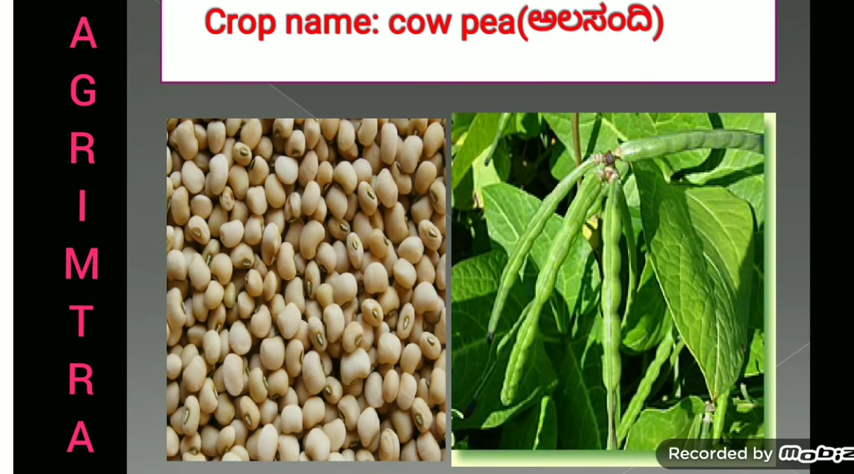 Crop name: cow pea(ಅಲಸಂದಿ)
A
G
R
I
M
T
R
A
Recorded by